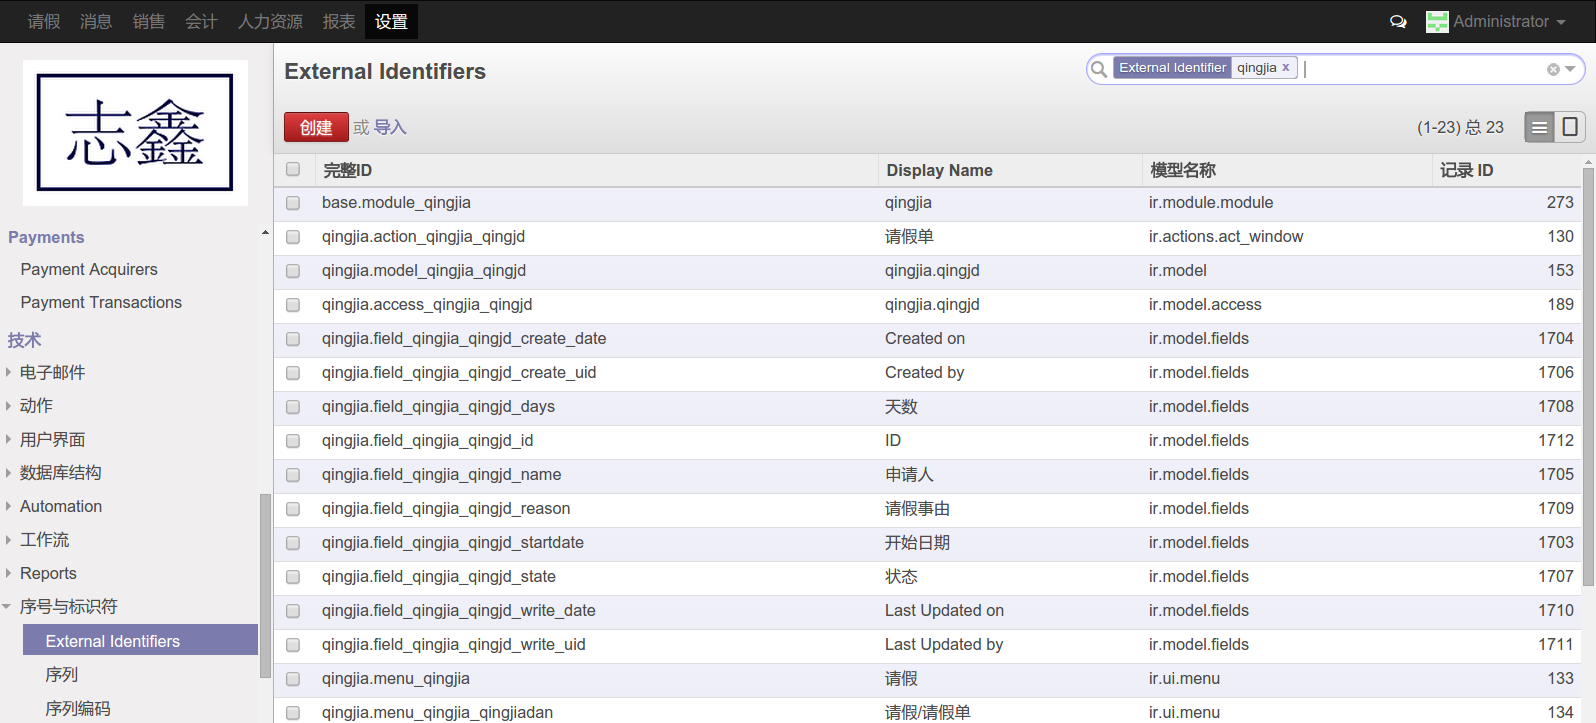 请假 消息 销售 会计 人力资源 报表 设置 Administrator
志鑫
External Identifiers
External Identifier qingjia x
创建 或 导入
(1-23) 总 23
Payments
Payment Acquirers
Payment Transactions
技术
电子邮件
动作
用户界面
数据库结构
Automation
工作流
Reports
序号与标识符
External Identifiers
序列
序列编码
完整ID Display Name 模型名称 记录 ID
base.module_qingjia qingjia ir.module.module 273
qingjia.action_qingjia_qingjd 请假单 ir.actions.act_window 130
qingjia.model_qingjia_qingjd qingjia.qingjd ir.model 153
qingjia.access_qingjia_qingjd qingjia.qingjd ir.model.access 189
qingjia.field_qingjia_qingjd_create_date Created on ir.model.fields 1704
qingjia.field_qingjia_qingjd_create_uid Created by ir.model.fields 1706
qingjia.field_qingjia_qingjd_days 天数 ir.model.fields 1708
qingjia.field_qingjia_qingjd_id ID ir.model.fields 1712
qingjia.field_qingjia_qingjd_name 申请人 ir.model.fields 1705
qingjia.field_qingjia_qingjd_reason 请假事由 ir.model.fields 1709
qingjia.field_qingjia_qingjd_startdate 开始日期 ir.model.fields 1703
qingjia.field_qingjia_qingjd_state 状态 ir.model.fields 1707
qingjia.field_qingjia_qingjd_write_date Last Updated on ir.model.fields 1710
qingjia.field_qingjia_qingjd_write_uid Last Updated by ir.model.fields 1711
qingjia.menu_qingjia 请假 ir.ui.menu 133
qingjia.menu_qingjia_qingjiadan 请假/请假单 ir.ui.menu 134